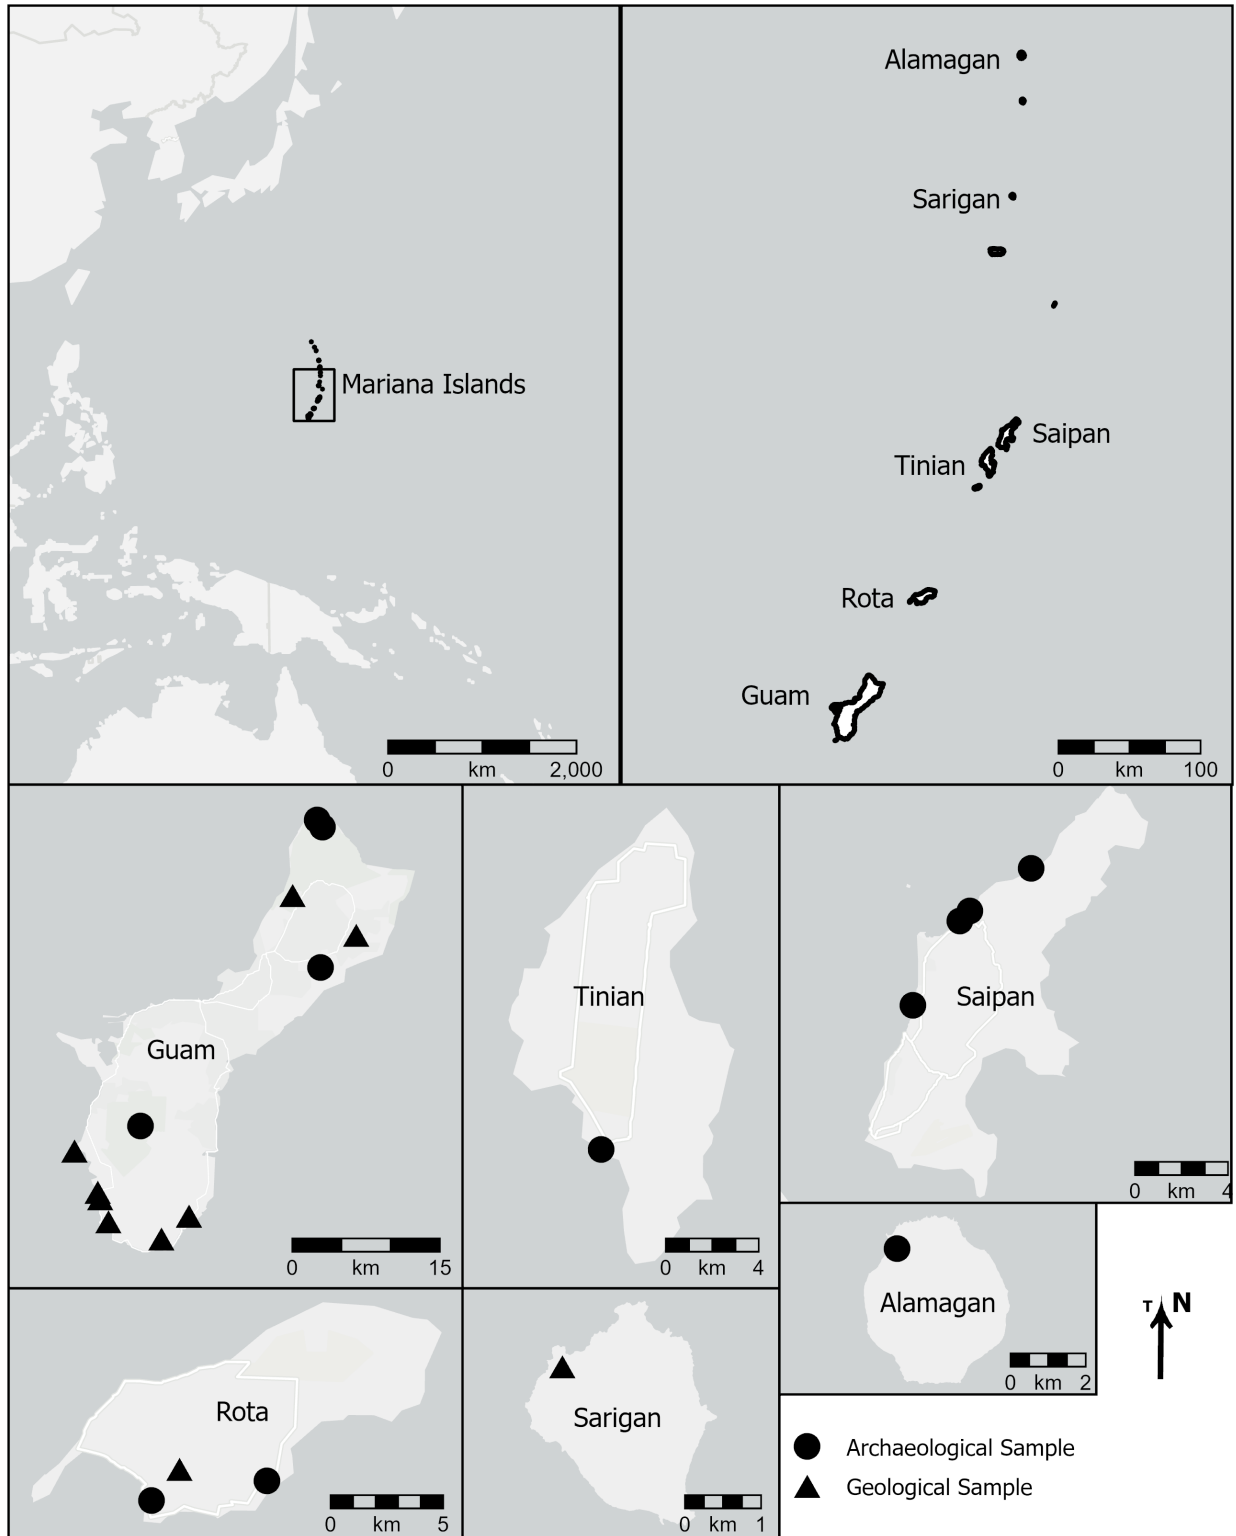 Mariana Islands
0 km 2,000
Alamagan
Sarigan
Saipan
Tinian
Rota
Guam
0 km 100
Guam
0 km 15
Tinian
0 km 4
Saipan
0 km 4
Alamagan
0 km 2
T N
Rota
0 km 5
Sarigan
0 km 1
Archaeological Sample
Geological Sample